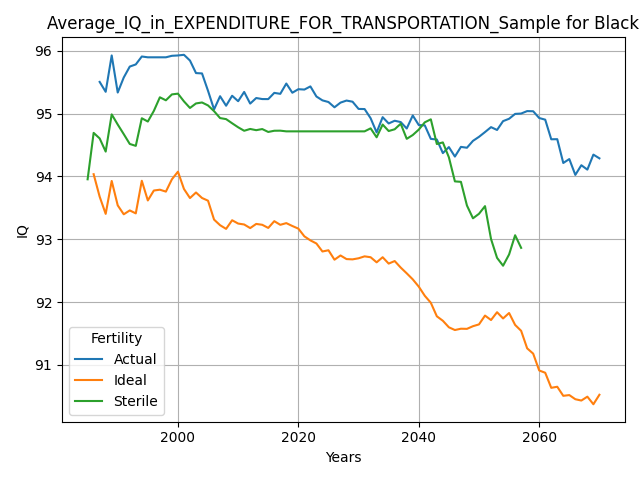 Average_IQ_in_EXPENDITURE_FOR_TRANSPORTATION_Sample for Black
96
95
94
93
92
91
IQ
Fertility
Actual
Ideal
Sterile
2000
2020
2040
2060
Years